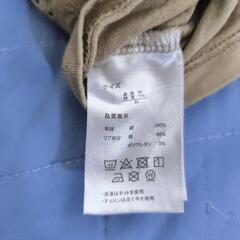 サイズ
品質表示
本体 綿 100%
リブ部分 綿 95%
ポリウレタン 5%
・洗濯はネットを使用
・アイロンは当て布を使用